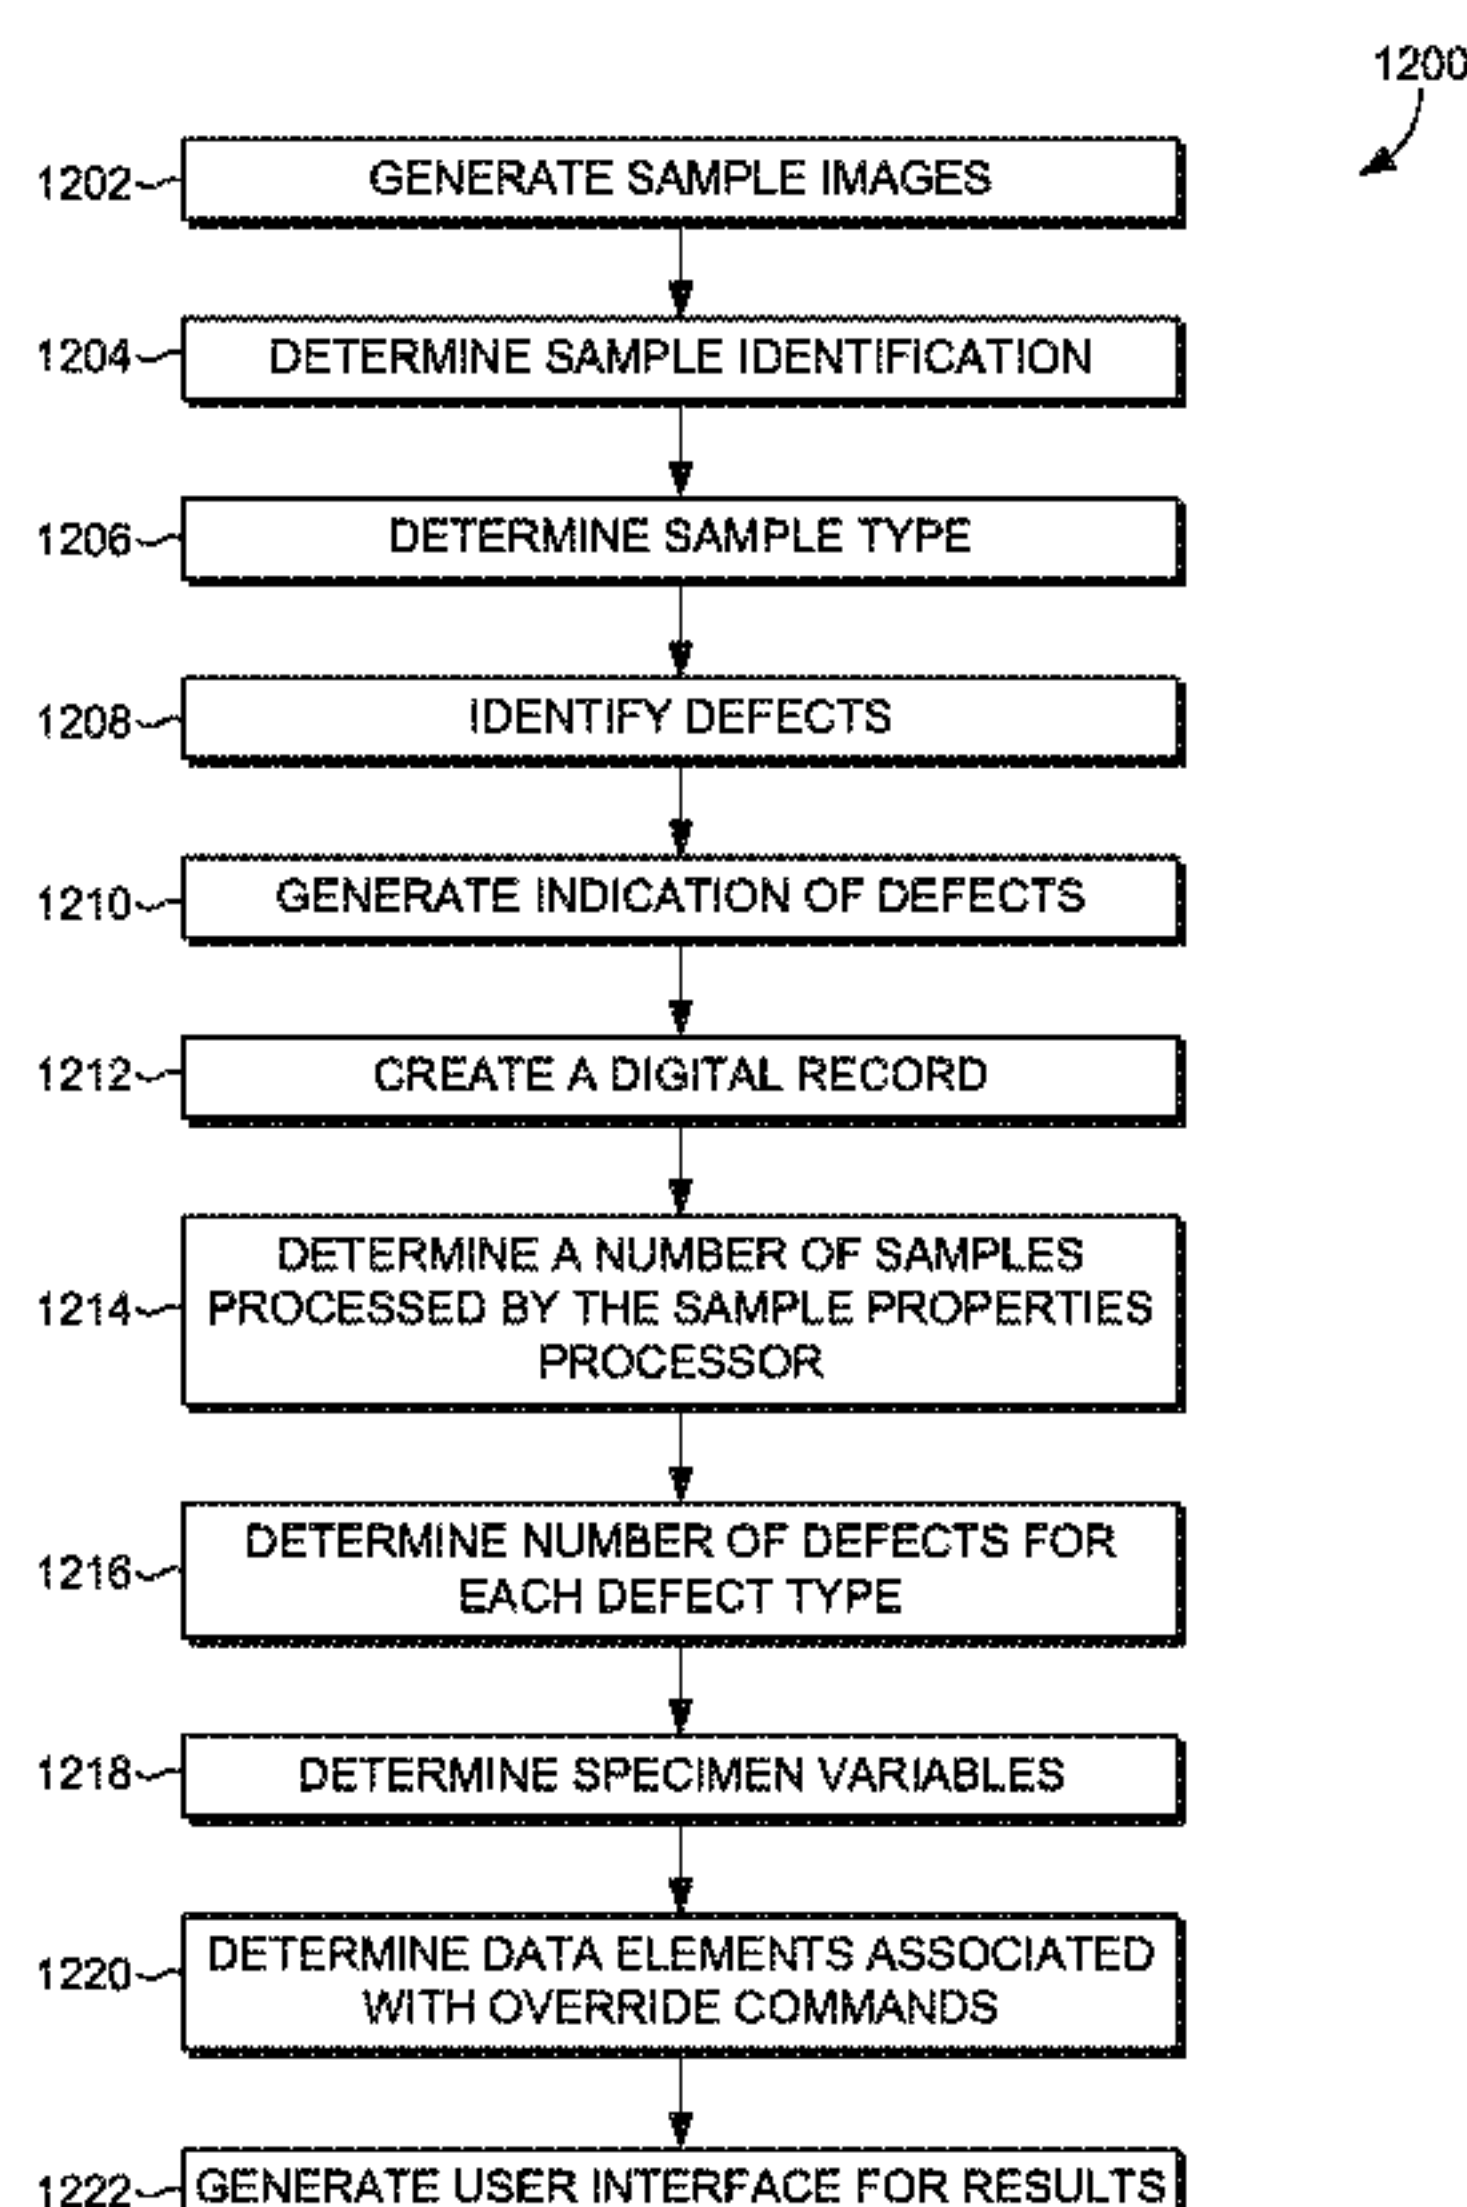 1200
1202
GENERATE SAMPLE IMAGES
1204
DETERMINE SAMPLE IDENTIFICATION
1206
DETERMINE SAMPLE TYPE
1208
IDENTIFY DEFECTS
1210
GENERATE INDICATION OF DEFECTS
1212
CREATE A DIGITAL RECORD
1214
DETERMINE A NUMBER OF SAMPLES
PROCESSED BY THE SAMPLE PROPERTIES
PROCESSOR
1216
DETERMINE NUMBER OF DEFECTS FOR
EACH DEFECT TYPE
1218
DETERMINE SPECIMEN VARIABLES
1220
DETERMINE DATA ELEMENTS ASSOCIATED
WITH OVERRIDE COMMANDS
1222
GENERATE USER INTERFACE FOR RESULTS